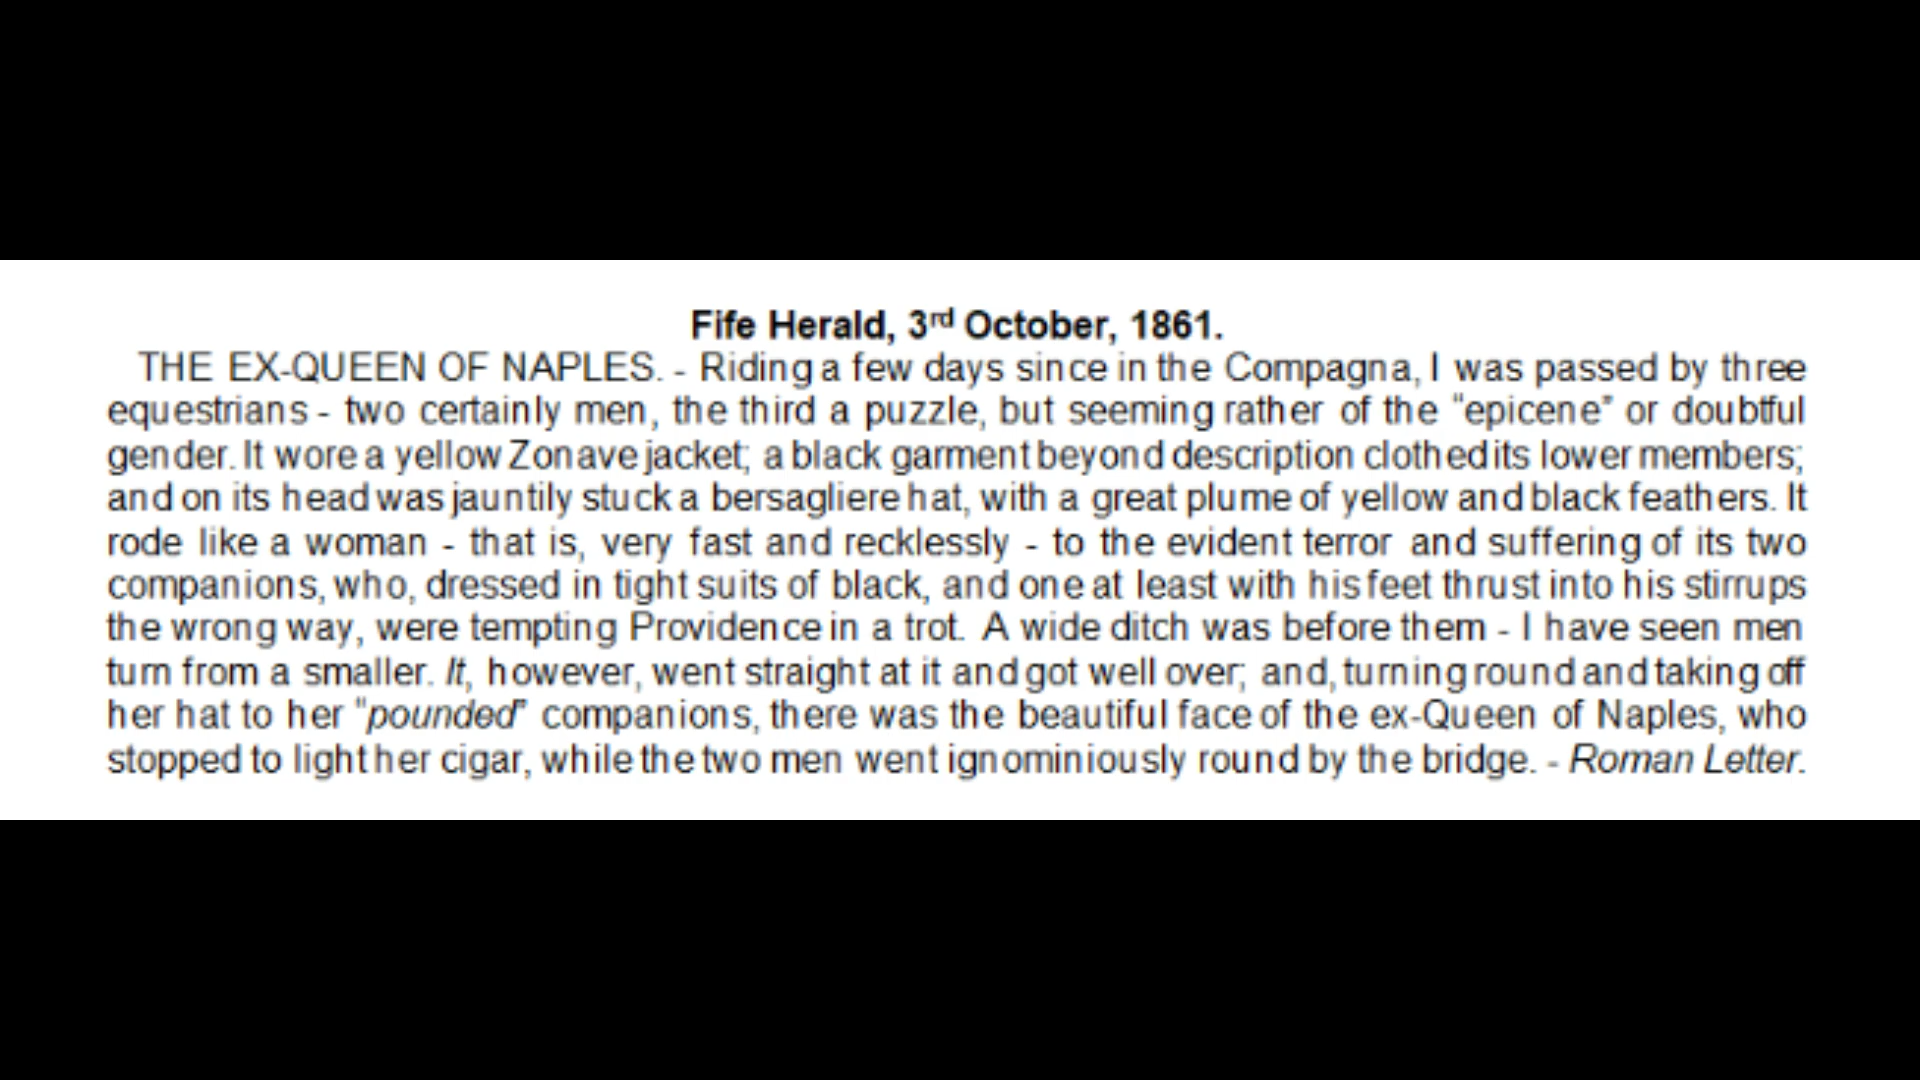 Fife Herald, 3rd October, 1861.
THE EX-QUEEN OF NAPLES. - Riding a few days since in the Compagna, I was passed by three
equestrians - two certainly men, the third a puzzle, but seeming rather of the “epicene” or doubtful
gender. It wore a yellow Zonave jacket; a black garment beyond description clothed its lower members;
and on its head was jauntily stuck a bersagliere hat, with a great plume of yellow and black feathers. It
rode like a woman - that is, very fast and recklessly - to the evident terror and suffering of its two
companions, who, dressed in tight suits of black, and one at least with his feet thrust into his stirrups
the wrong way, were tempting Providence in a trot. A wide ditch was before them - I have seen men
turn from a smaller. It, however, went straight at it and got well over; and, turning round and taking off
her hat to her “pounded” companions, there was the beautiful face of the ex-Queen of Naples, who
stopped to light her cigar, while the two men went ignominiously round by the bridge. - Roman Letter.